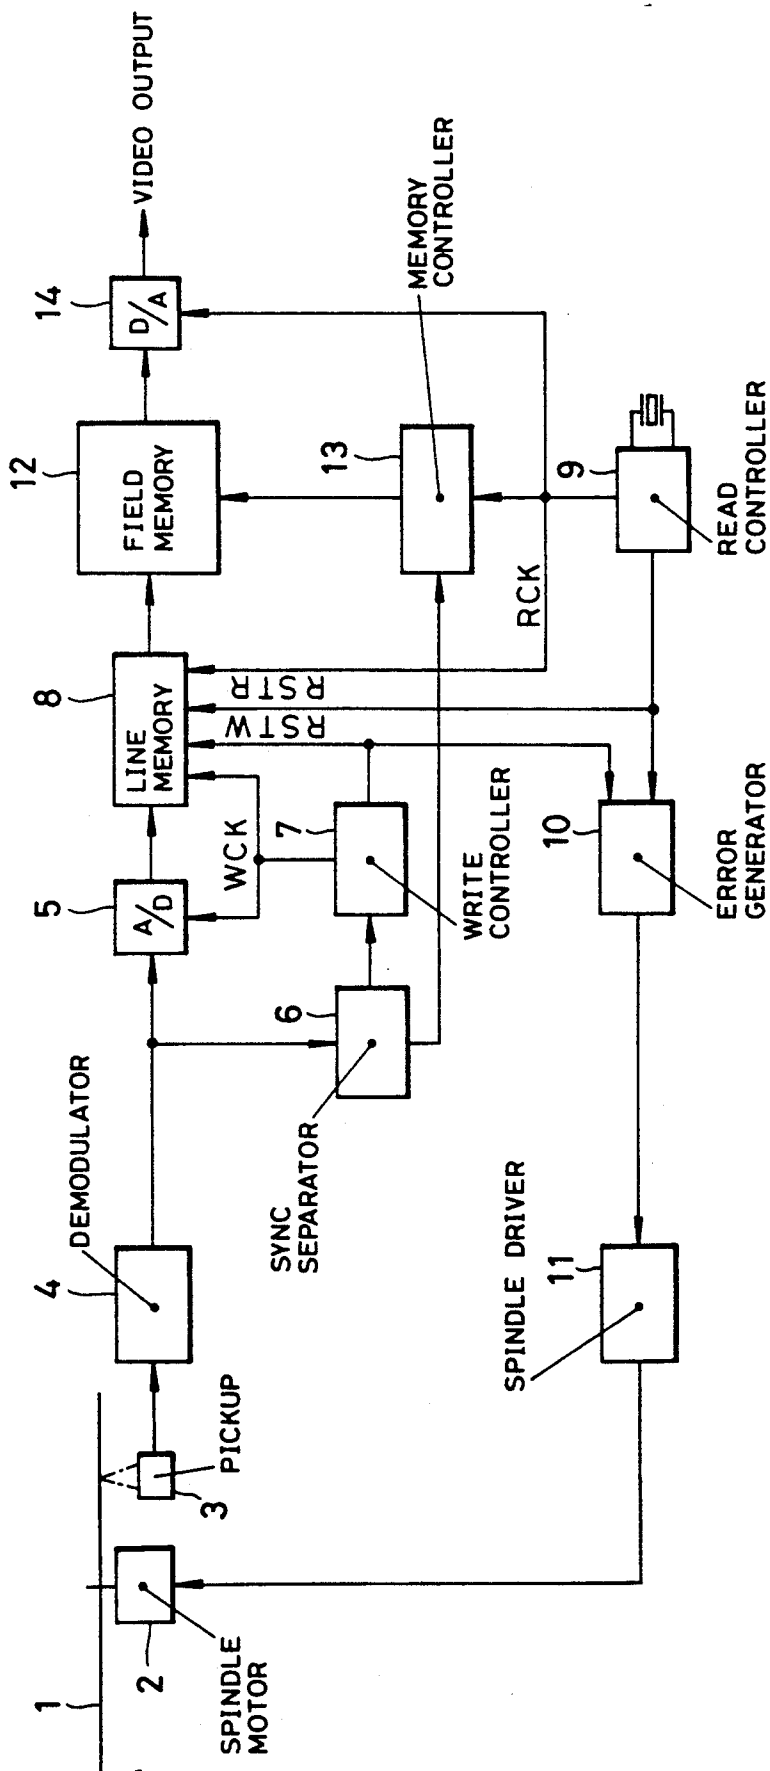 1
2
SPINDLE
MOTOR
3
PICKUP
4
DEMODULATOR
5
A/D
6
SYNC
SEPARATOR
7
WRITE
CONTROLLER
WCK
8
LINE
MEMORY
RSTW
RSTR
RCK
12
FIELD
MEMORY
13
MEMORY
CONTROLLER
14
D/A
VIDEO OUTPUT
9
READ
CONTROLLER
10
ERROR
GENERATOR
11
SPINDLE DRIVER